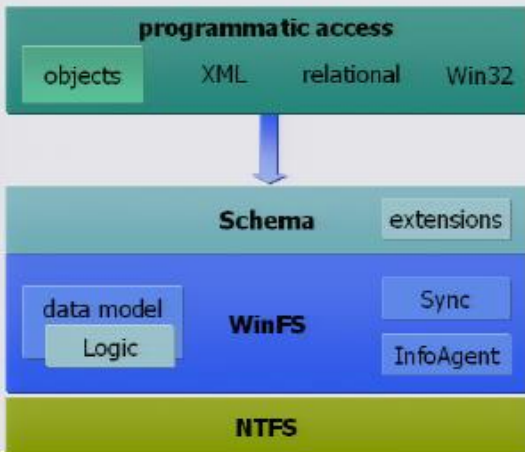 programmatic access
objects XML relational Win32
Schema extensions
data model WinFS Sync
Logic InfoAgent
NTFS